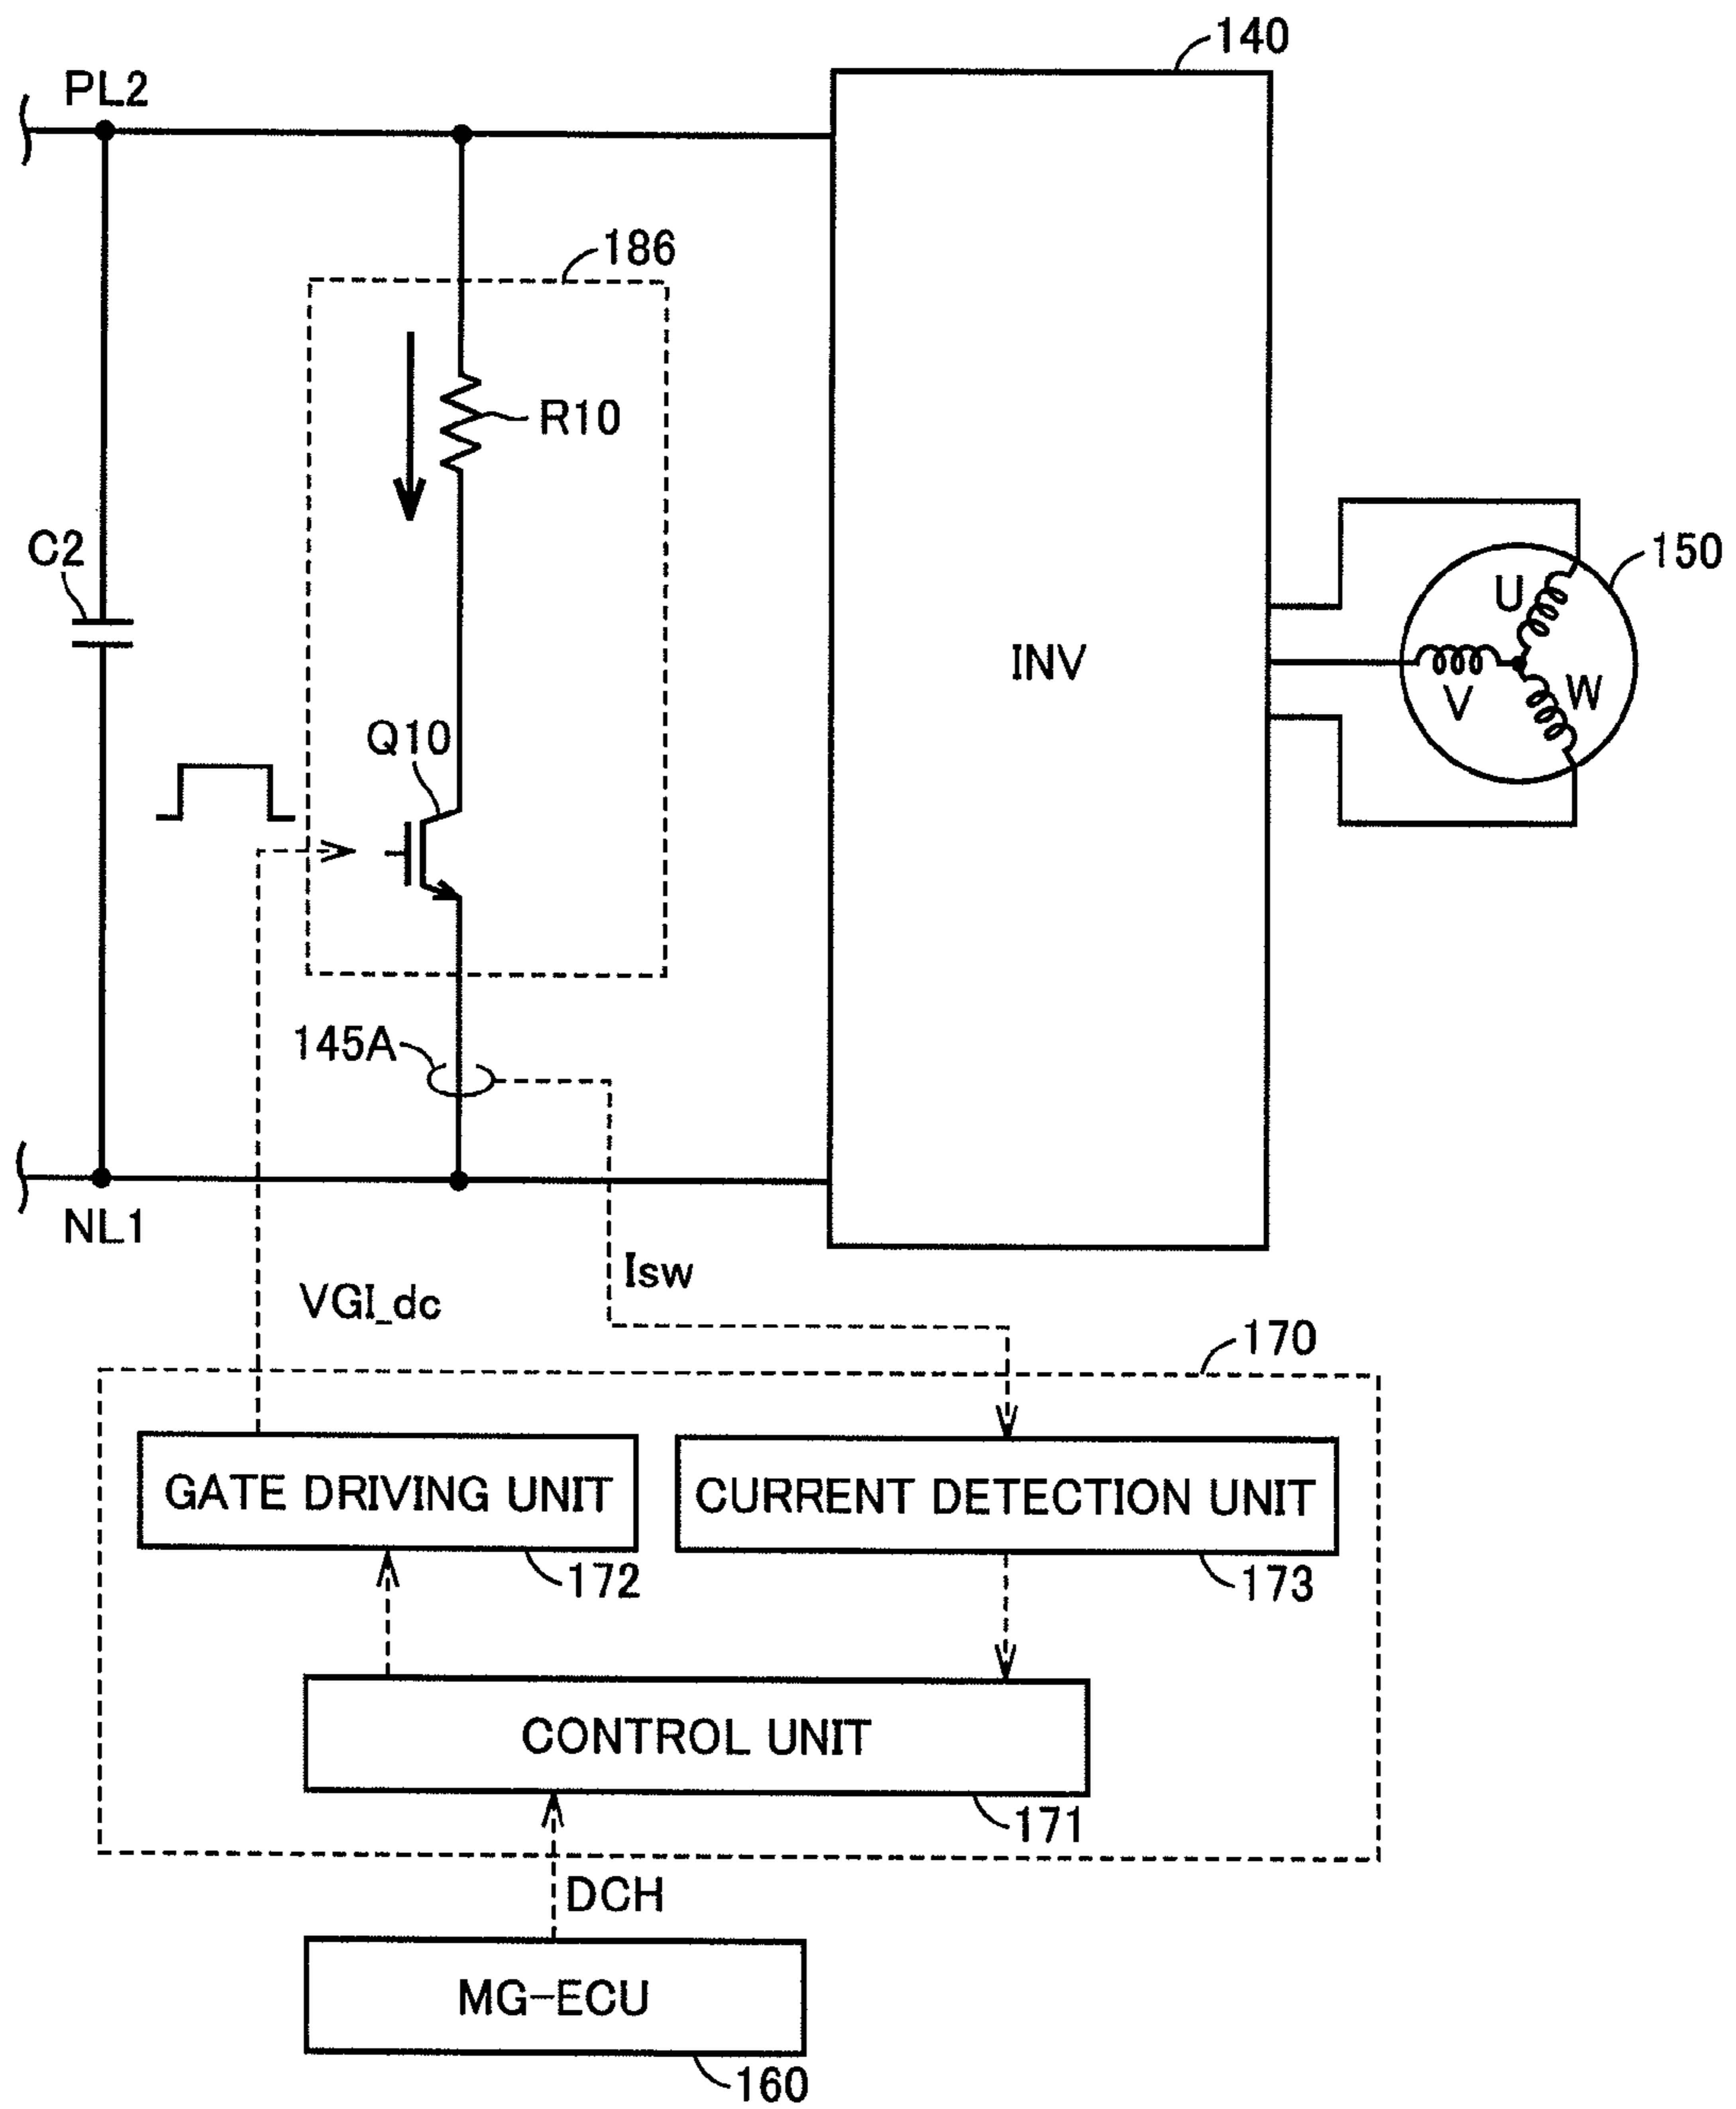 140
PL2
186
R10
C2
150
U
INV
V
W
Q10
145A
NL1
Isw
VGI_dc
170
GATE DRIVING UNIT
CURRENT DETECTION UNIT
172
173
CONTROL UNIT
171
DCH
MG-ECU
160